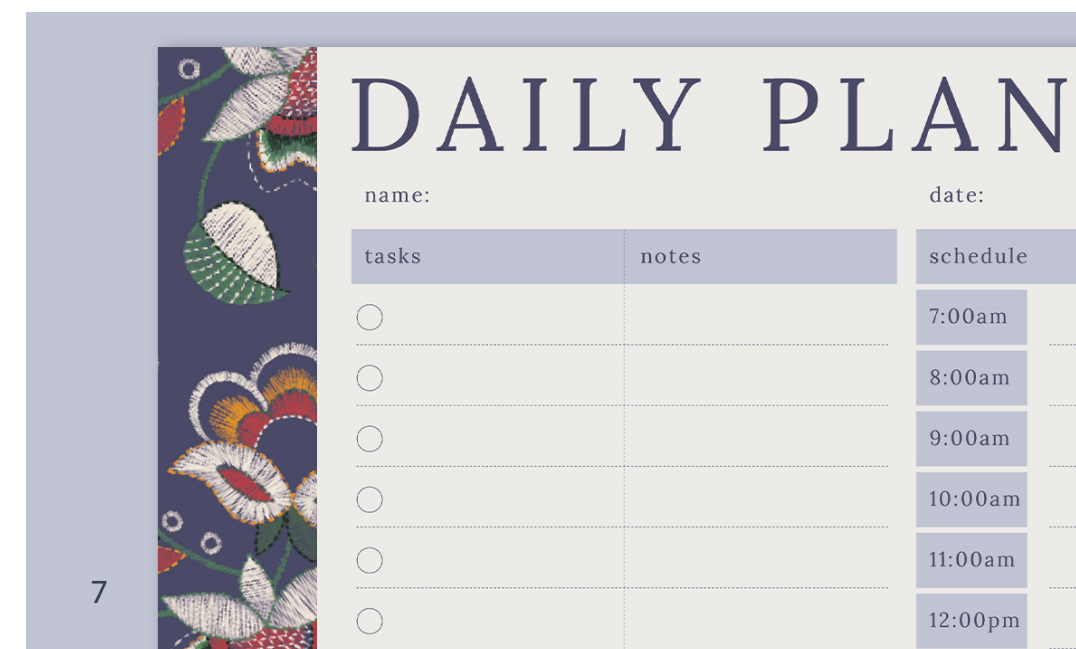 DAILY PLAN
name: date:
tasks notes schedule
7:00am
8:00am
9:00am
10:00am
11:00am
12:00pm
7